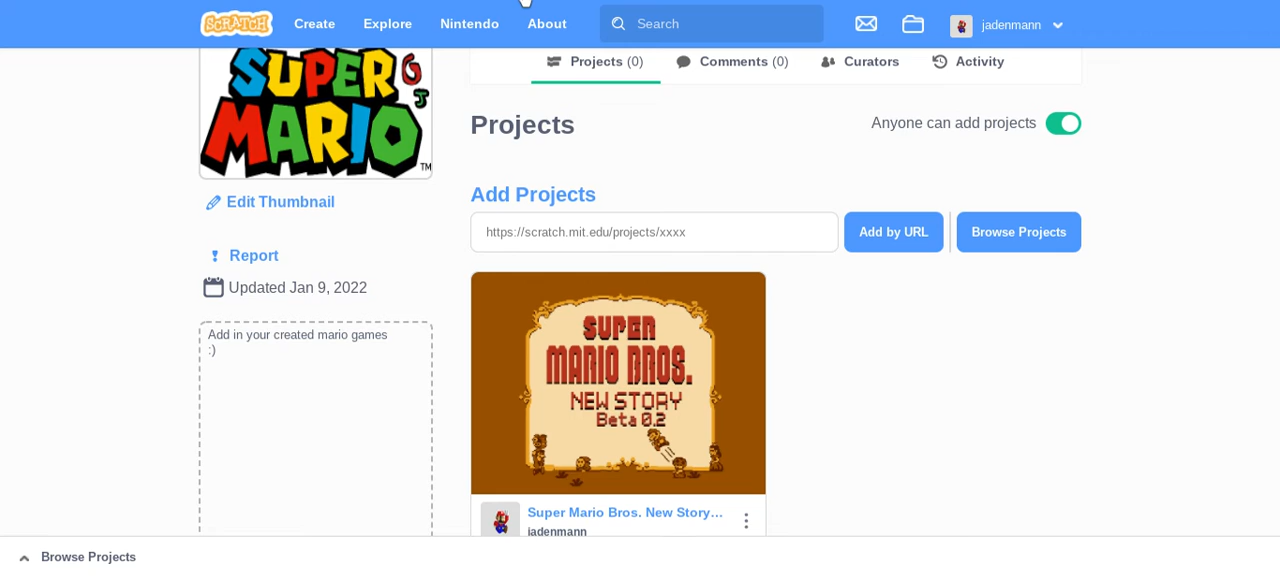 SCRATCH Create Explore Nintendo About Search jadenmann
SUPER
MARIO
G
J
TM
Projects (0) Comments (0) Curators Activity
Projects
Anyone can add projects
Edit Thumbnail
Add Projects
https://scratch.mit.edu/projects/xxxx
Add by URL
Browse Projects
Report
Updated Jan 9, 2022
Add in your created mario games
:)
SUPER
MARIO BROS.
NEW STORY
Beta 0.2
Super Mario Bros. New Story...
jadenmann
Browse Projects